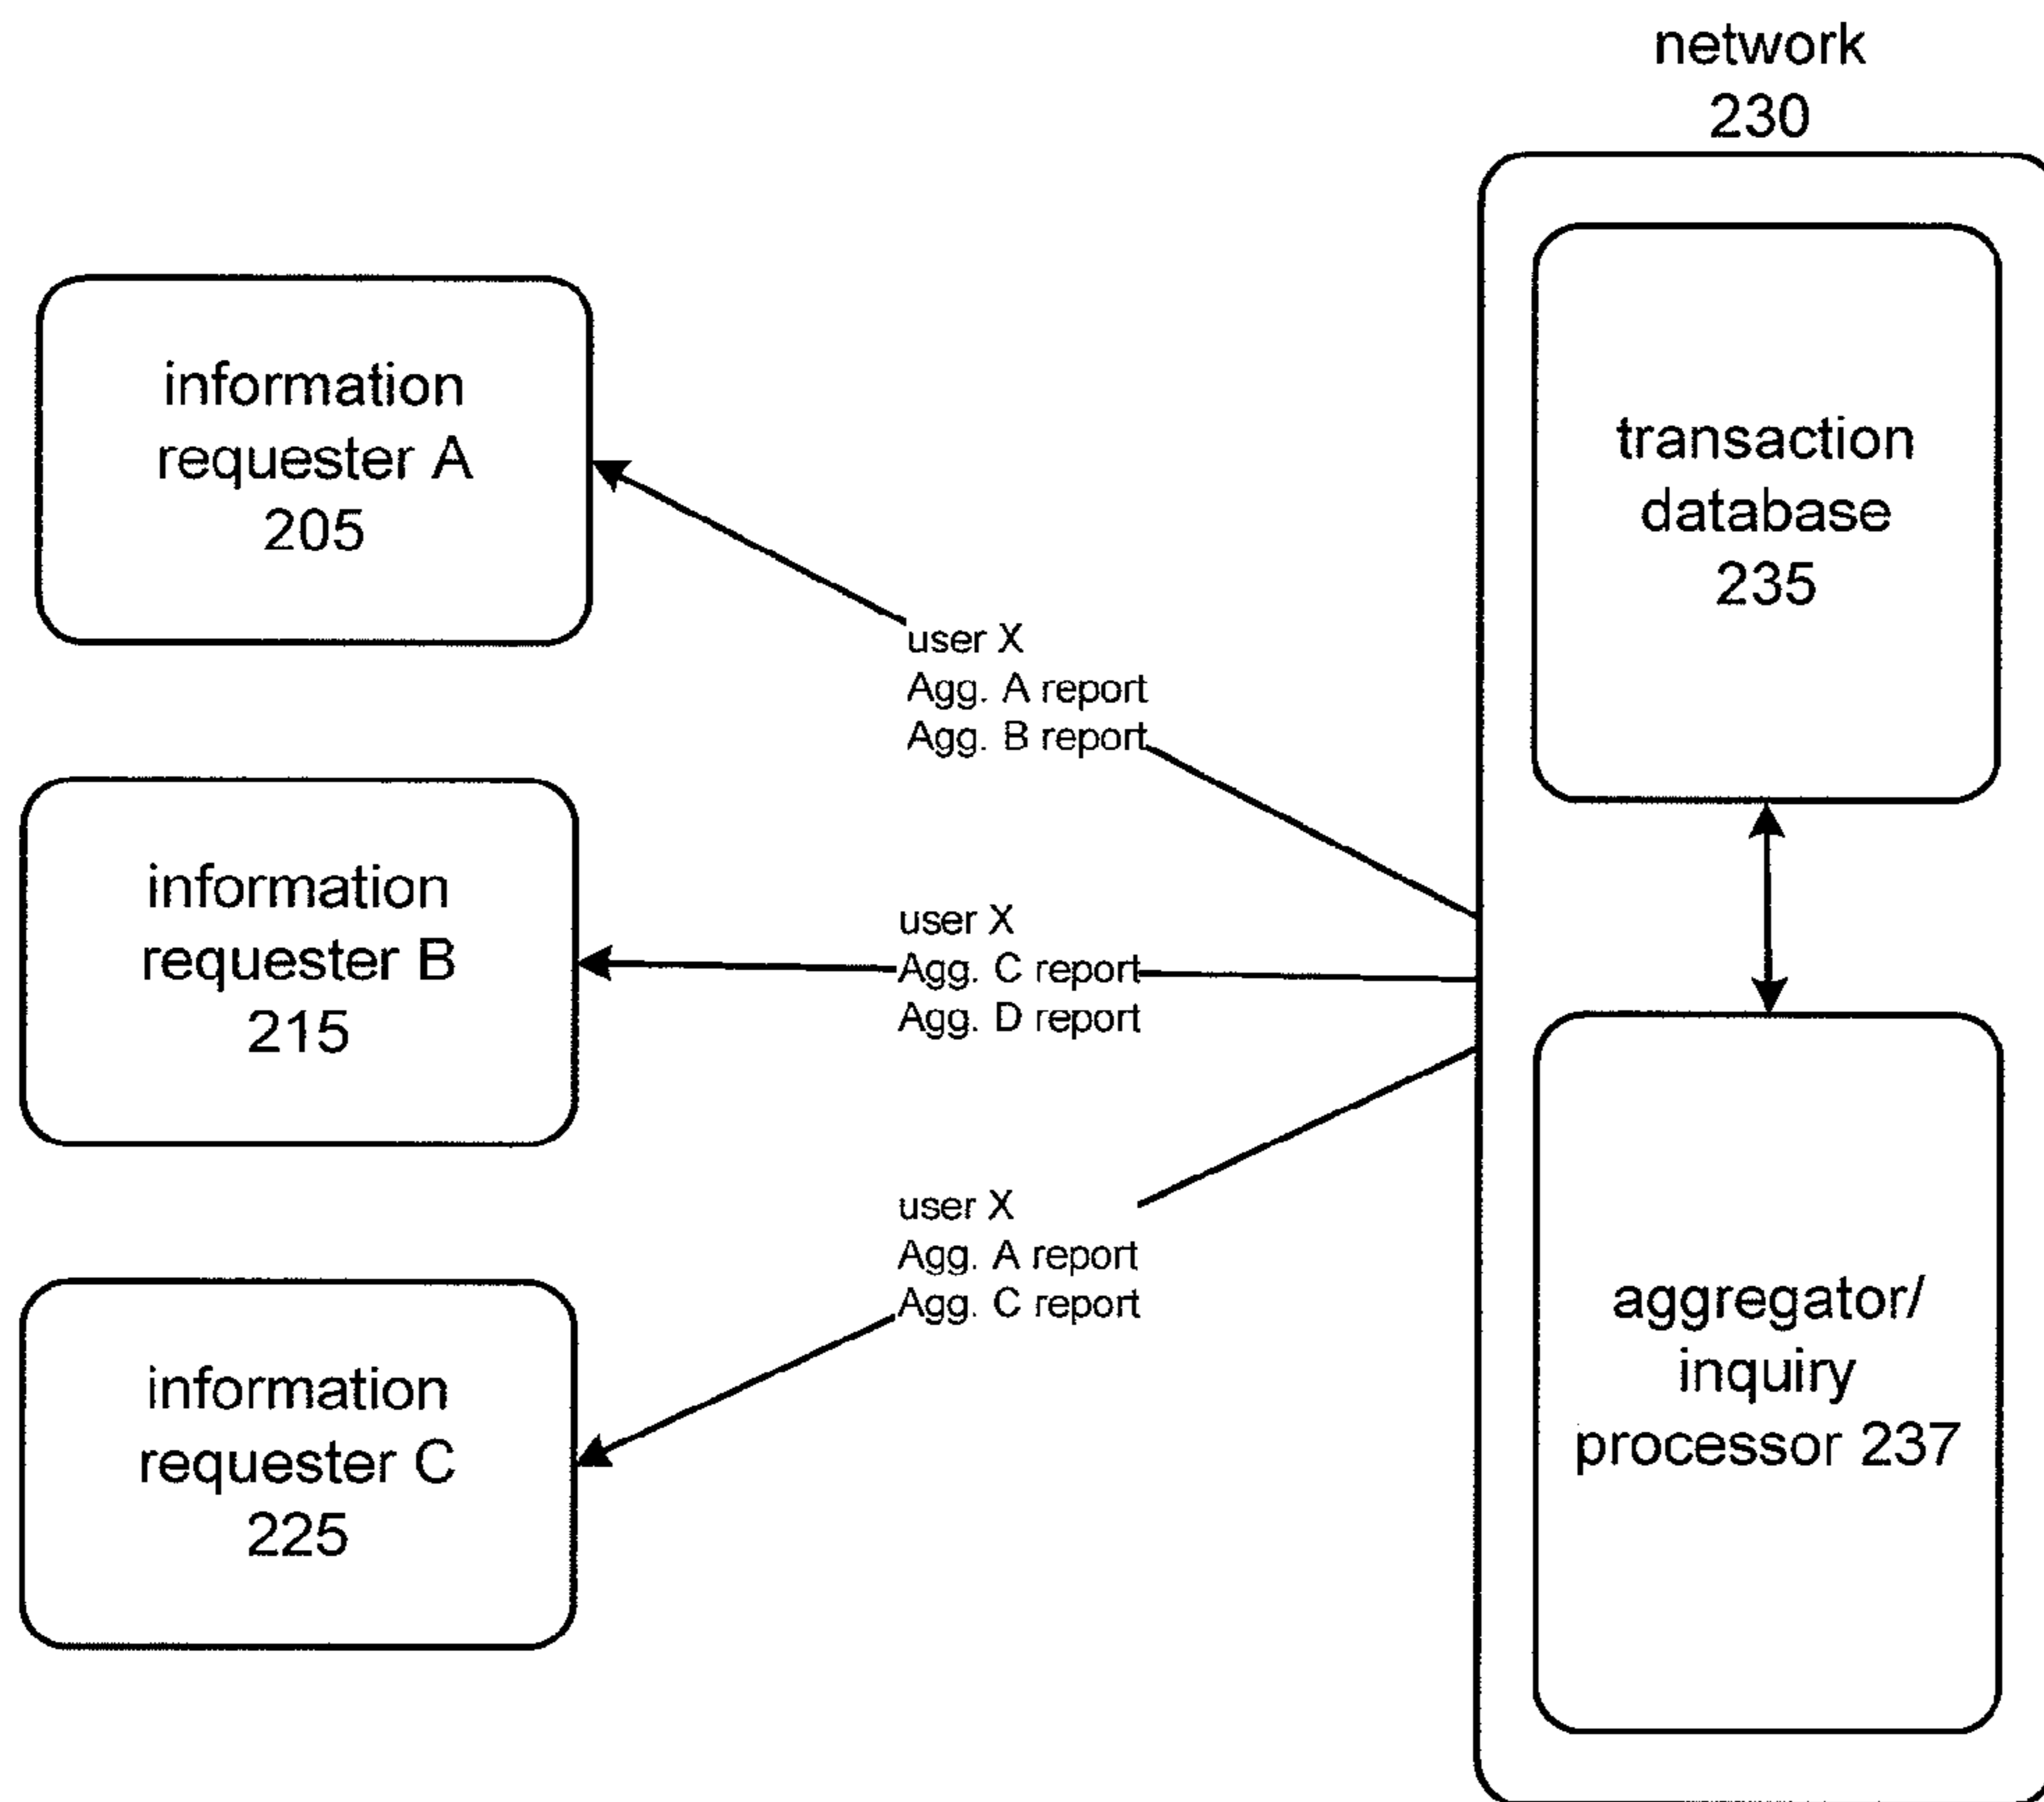 network
230
information
requester A
205
transaction
database
235
user X
Agg. A report
Agg. B report
information
requester B
215
user X
Agg. C report
Agg. D report
user X
Agg. A report
Agg. C report
information
requester C
225
aggregator/
inquiry
processor 237